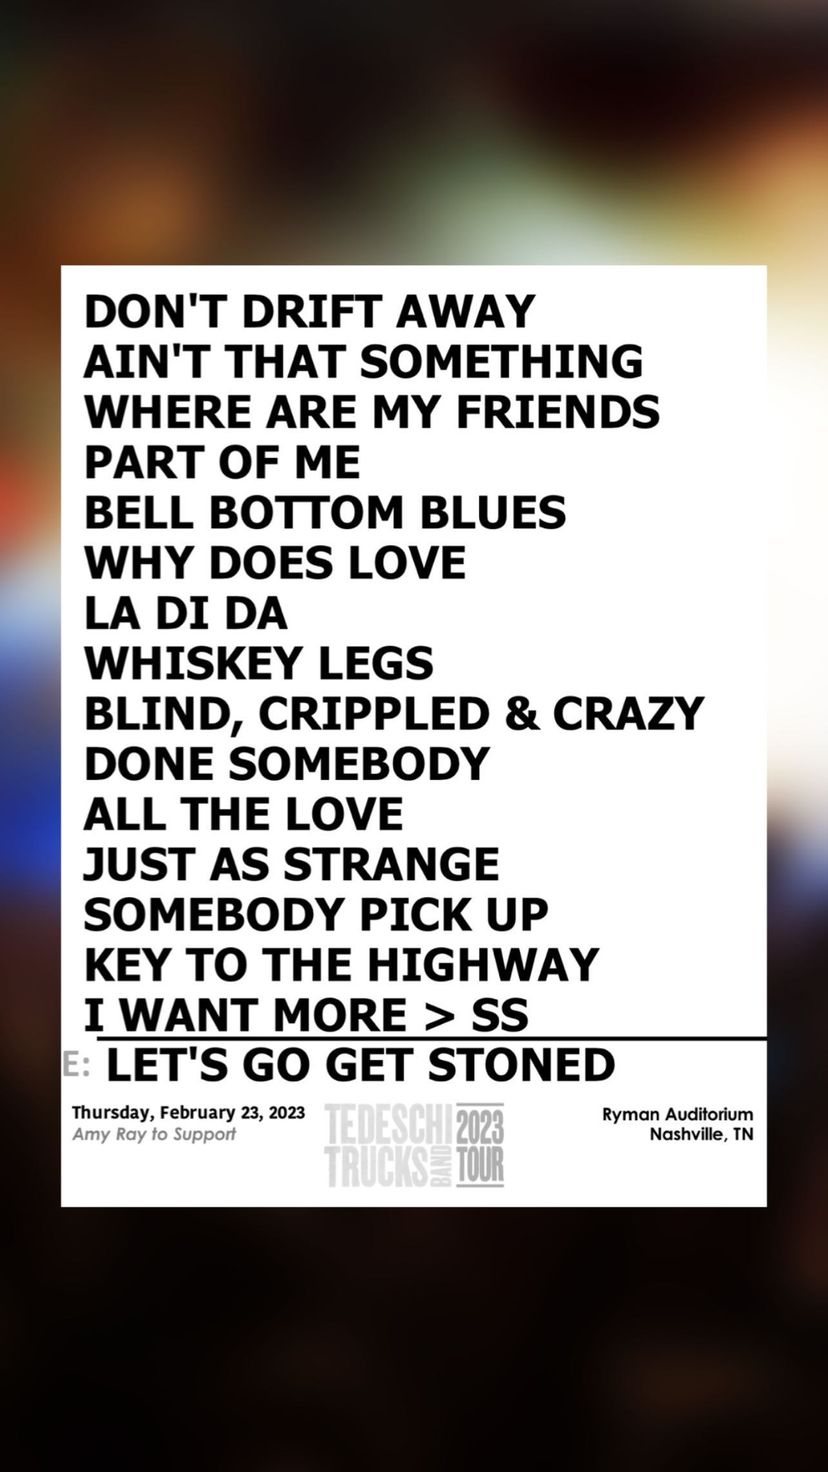 DON'T DRIFT AWAY
AIN'T THAT SOMETHING
WHERE ARE MY FRIENDS
PART OF ME
BELL BOTTOM BLUES
WHY DOES LOVE
LA DI DA
WHISKEY LEGS
BLIND, CRIPPLED & CRAZY
DONE SOMEBODY
ALL THE LOVE
JUST AS STRANGE
SOMEBODY PICK UP
KEY TO THE HIGHWAY
I WANT MORE > SS
E: LET'S GO GET STONED
Thursday, February 23, 2023
Amy Ray to Support
TEDESCHI
TRUCKS BAND
2023
TOUR
Ryman Auditorium
Nashville, TN